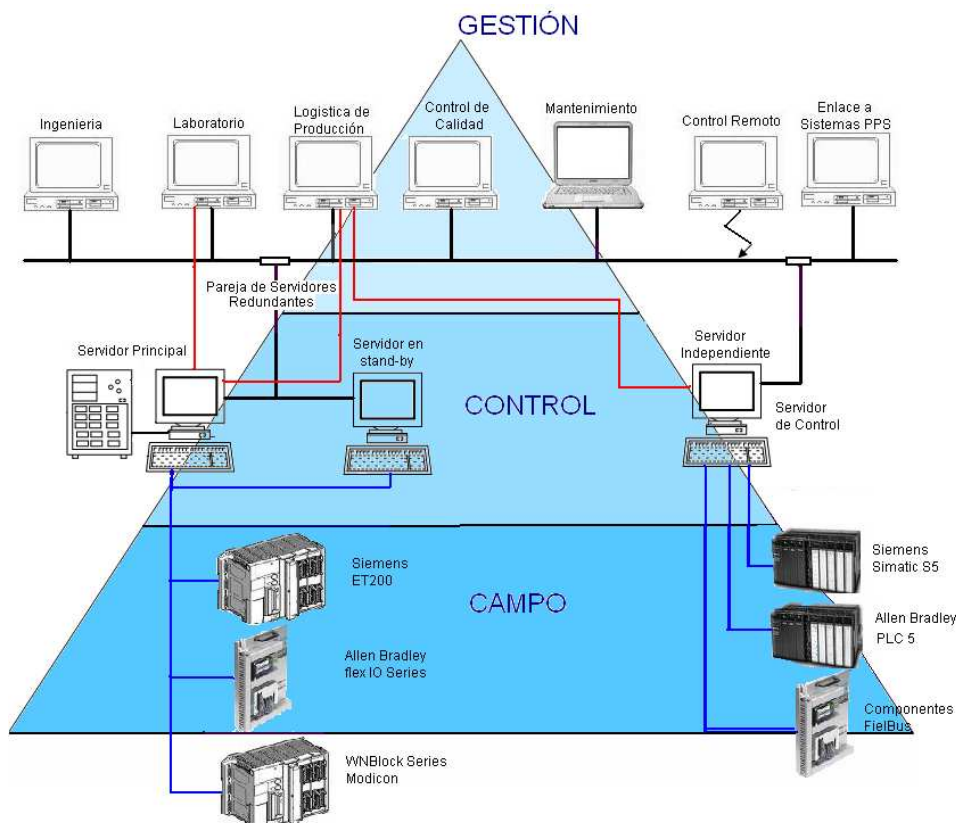 GESTIÓN
Ingenieria
Laboratorio
Logistica de
Producción
Control de
Calidad
Mantenimiento
Control Remoto
Enlace a
Sistemas PPS
Pareja de Servidores
Redundantes
Servidor Principal
Servidor en
stand-by
Servidor
Independiente
CONTROL
Servidor
de Control
Siemens
ET200
Siemens
Simatic S5
CAMPO
Allen Bradley
PLC 5
Allen Bradley
flex IO Series
Componentes
FielBus
WNBlock Series
Modicon